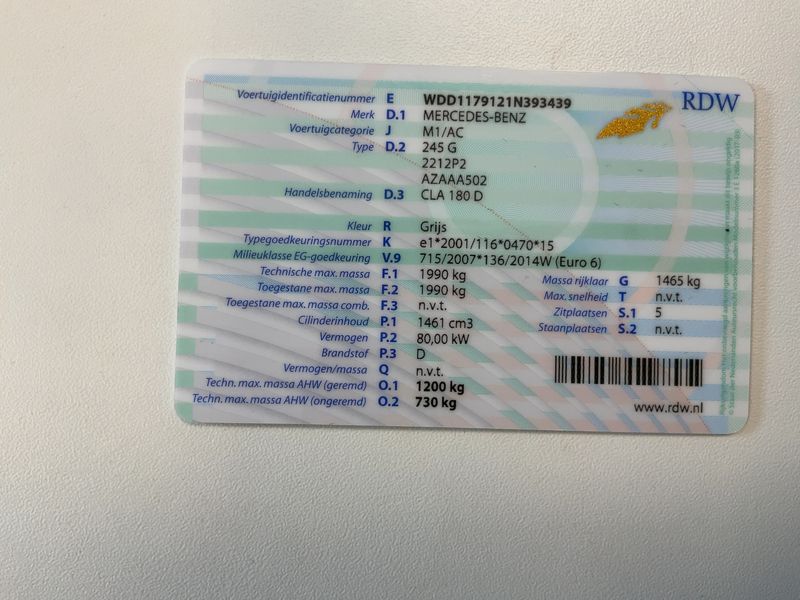 RDW
Voertuigidentificatienummer E WDD1179121N393439
Merk D.1 MERCEDES-BENZ
Voertuigcategorie J M1/AC
Type D.2 245 G
2212P2
AZAAA502
Handelsbenaming D.3 CLA 180 D
Kleur R Grijs
Typegoedkeuringsnummer K e1*2001/116*0470*15
Milieuklasse EG-goedkeuring V.9 715/2007*136/2014W (Euro 6)
Technische max. massa F.1 1990 kg
Toegestane max. massa F.2 1990 kg
Toegestane max. massa comb. F.3 n.v.t.
Cilinderinhoud P.1 1461 cm3
Vermogen P.2 80,00 kW
Brandstof P.3 D
Vermogen/massa Q n.v.t.
Techn. max. massa AHW (geremd) O.1 1200 kg
Techn. max. massa AHW (ongeremd) O.2 730 kg
Massa rijklaar G 1465 kg
Max. snelheid T n.v.t.
Zitplaatsen S.1 5
Staanplaatsen S.2 n.v.t.
www.rdw.nl